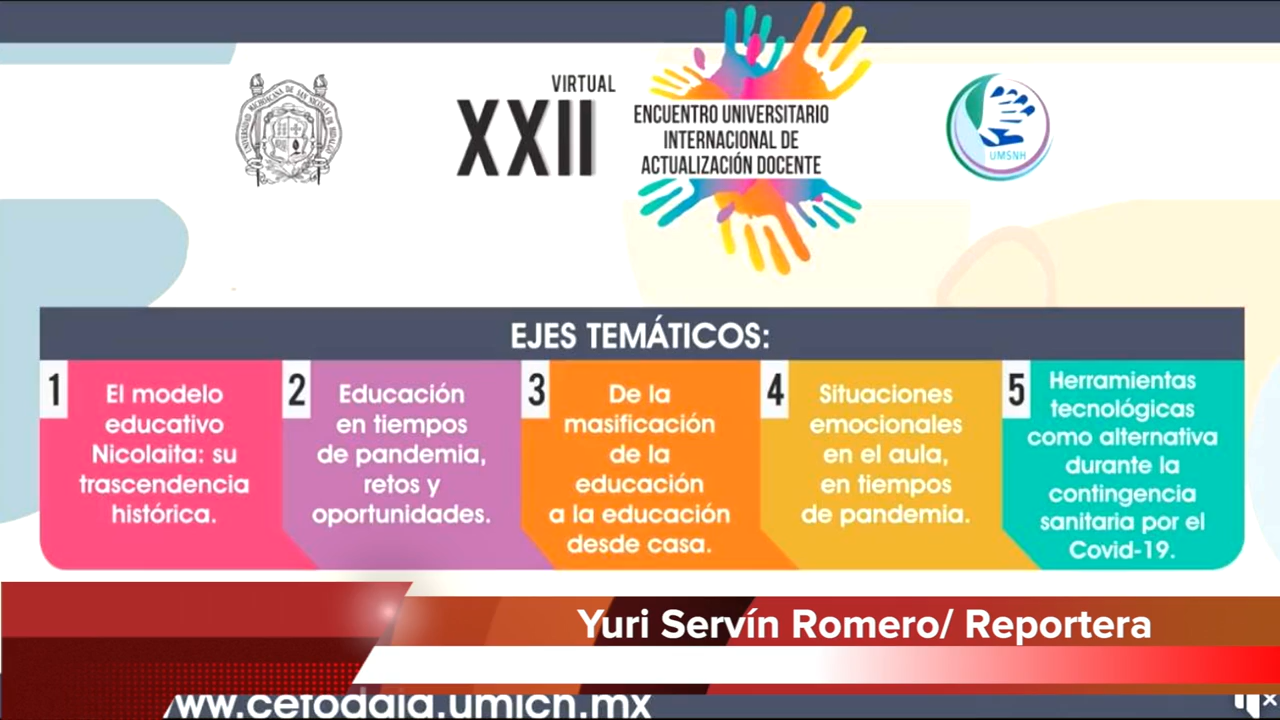 VIRTUAL
XXII
ENCUENTRO UNIVERSITARIO
INTERNACIONAL DE
ACTUALIZACIÓN DOCENTE
UMSNH
EJES TEMÁTICOS:
1
El modelo
educativo
Nicolaita: su
trascendencia
histórica.
2
Educación
en tiempos
de pandemia,
retos y
oportunidades.
3
De la
masificación
de la
educación
a la educación
desde casa.
4
Situaciones
emocionales
en el aula,
en tiempos
de pandemia.
5
Herramientas
tecnológicas
como alternativa
durante la
contingencia
sanitaria por el
Covid-19.
Yuri Servín Romero/ Reportera